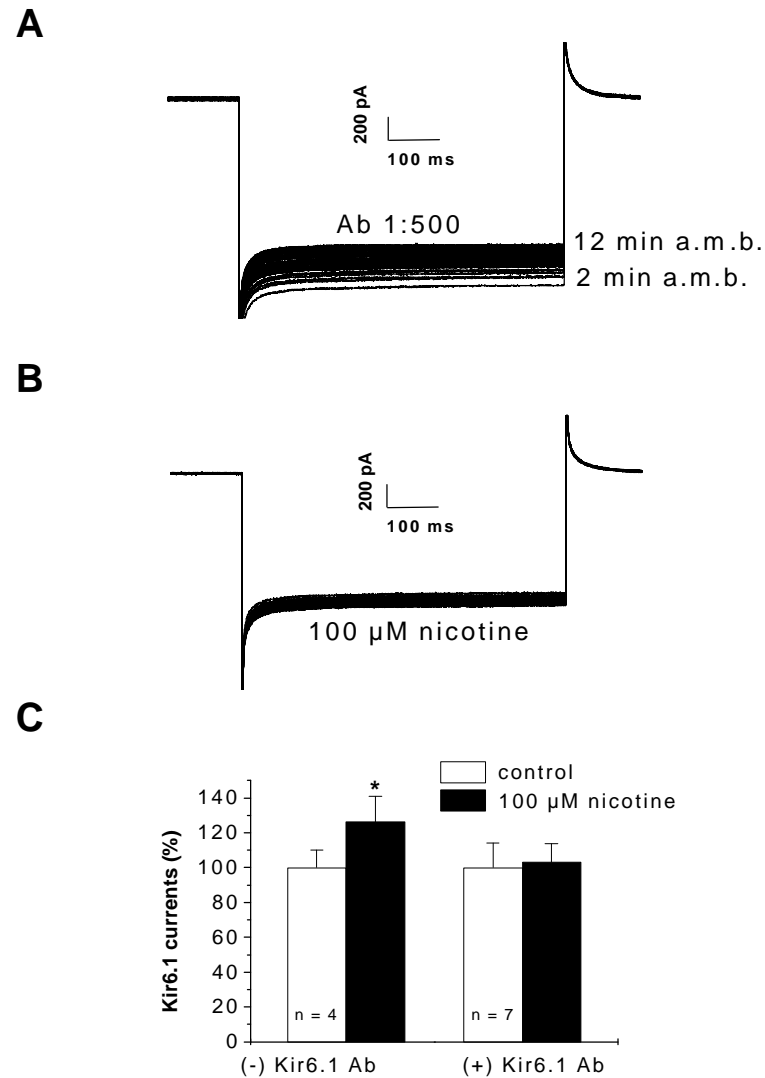 A
200 pA
100 ms
Ab 1:500
12 min a.m.b.
2 min a.m.b.
B
200 pA
100 ms
100 µM nicotine
C
control
100 µM nicotine
*
Kir6.1 currents (%)
140
120
100
80
60
40
20
0
n = 4
n = 7
(-) Kir6.1 Ab
(+) Kir6.1 Ab